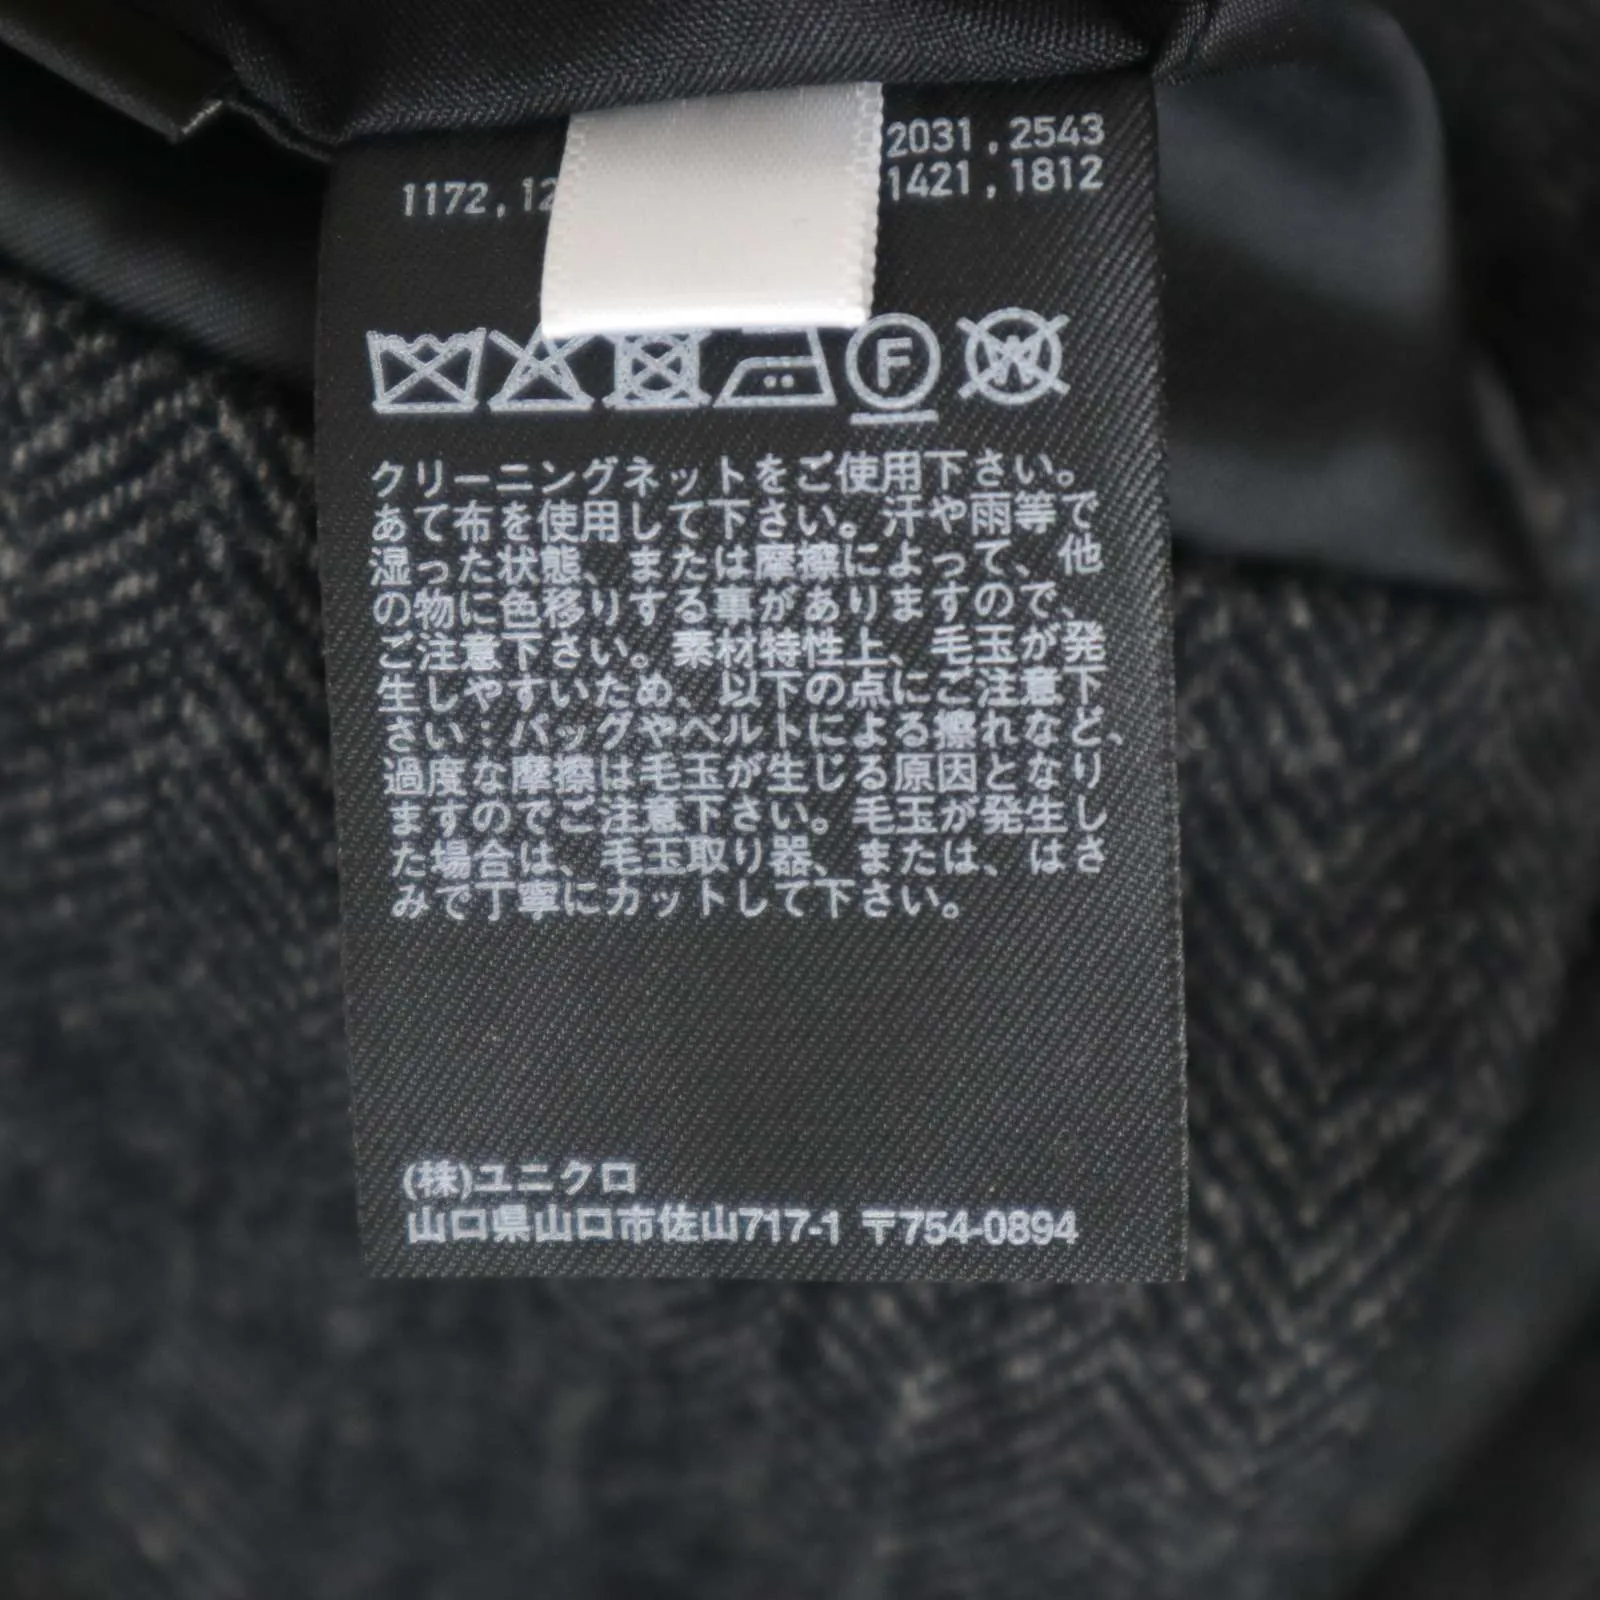 2031,2543
1172,12 1421,1812
F W
クリーニングネットをご使用下さい。
あて布を使用して下さい。汗や雨等で
湿った状態、または摩擦によって、他
の物に色移りする事がありますので、
ご注意下さい。素材特性上、毛玉が発
生しやすいため、以下の点にご注意下
さい:バッグやベルトによる擦れなど、
過度な摩擦は毛玉が生じる原因となり
ますのでご注意下さい。毛玉が発生し
た場合は、毛玉取り器、または、はさ
みで丁寧にカットして下さい。
(株)ユニクロ
山口県山口市佐山717-1 〒754-0894